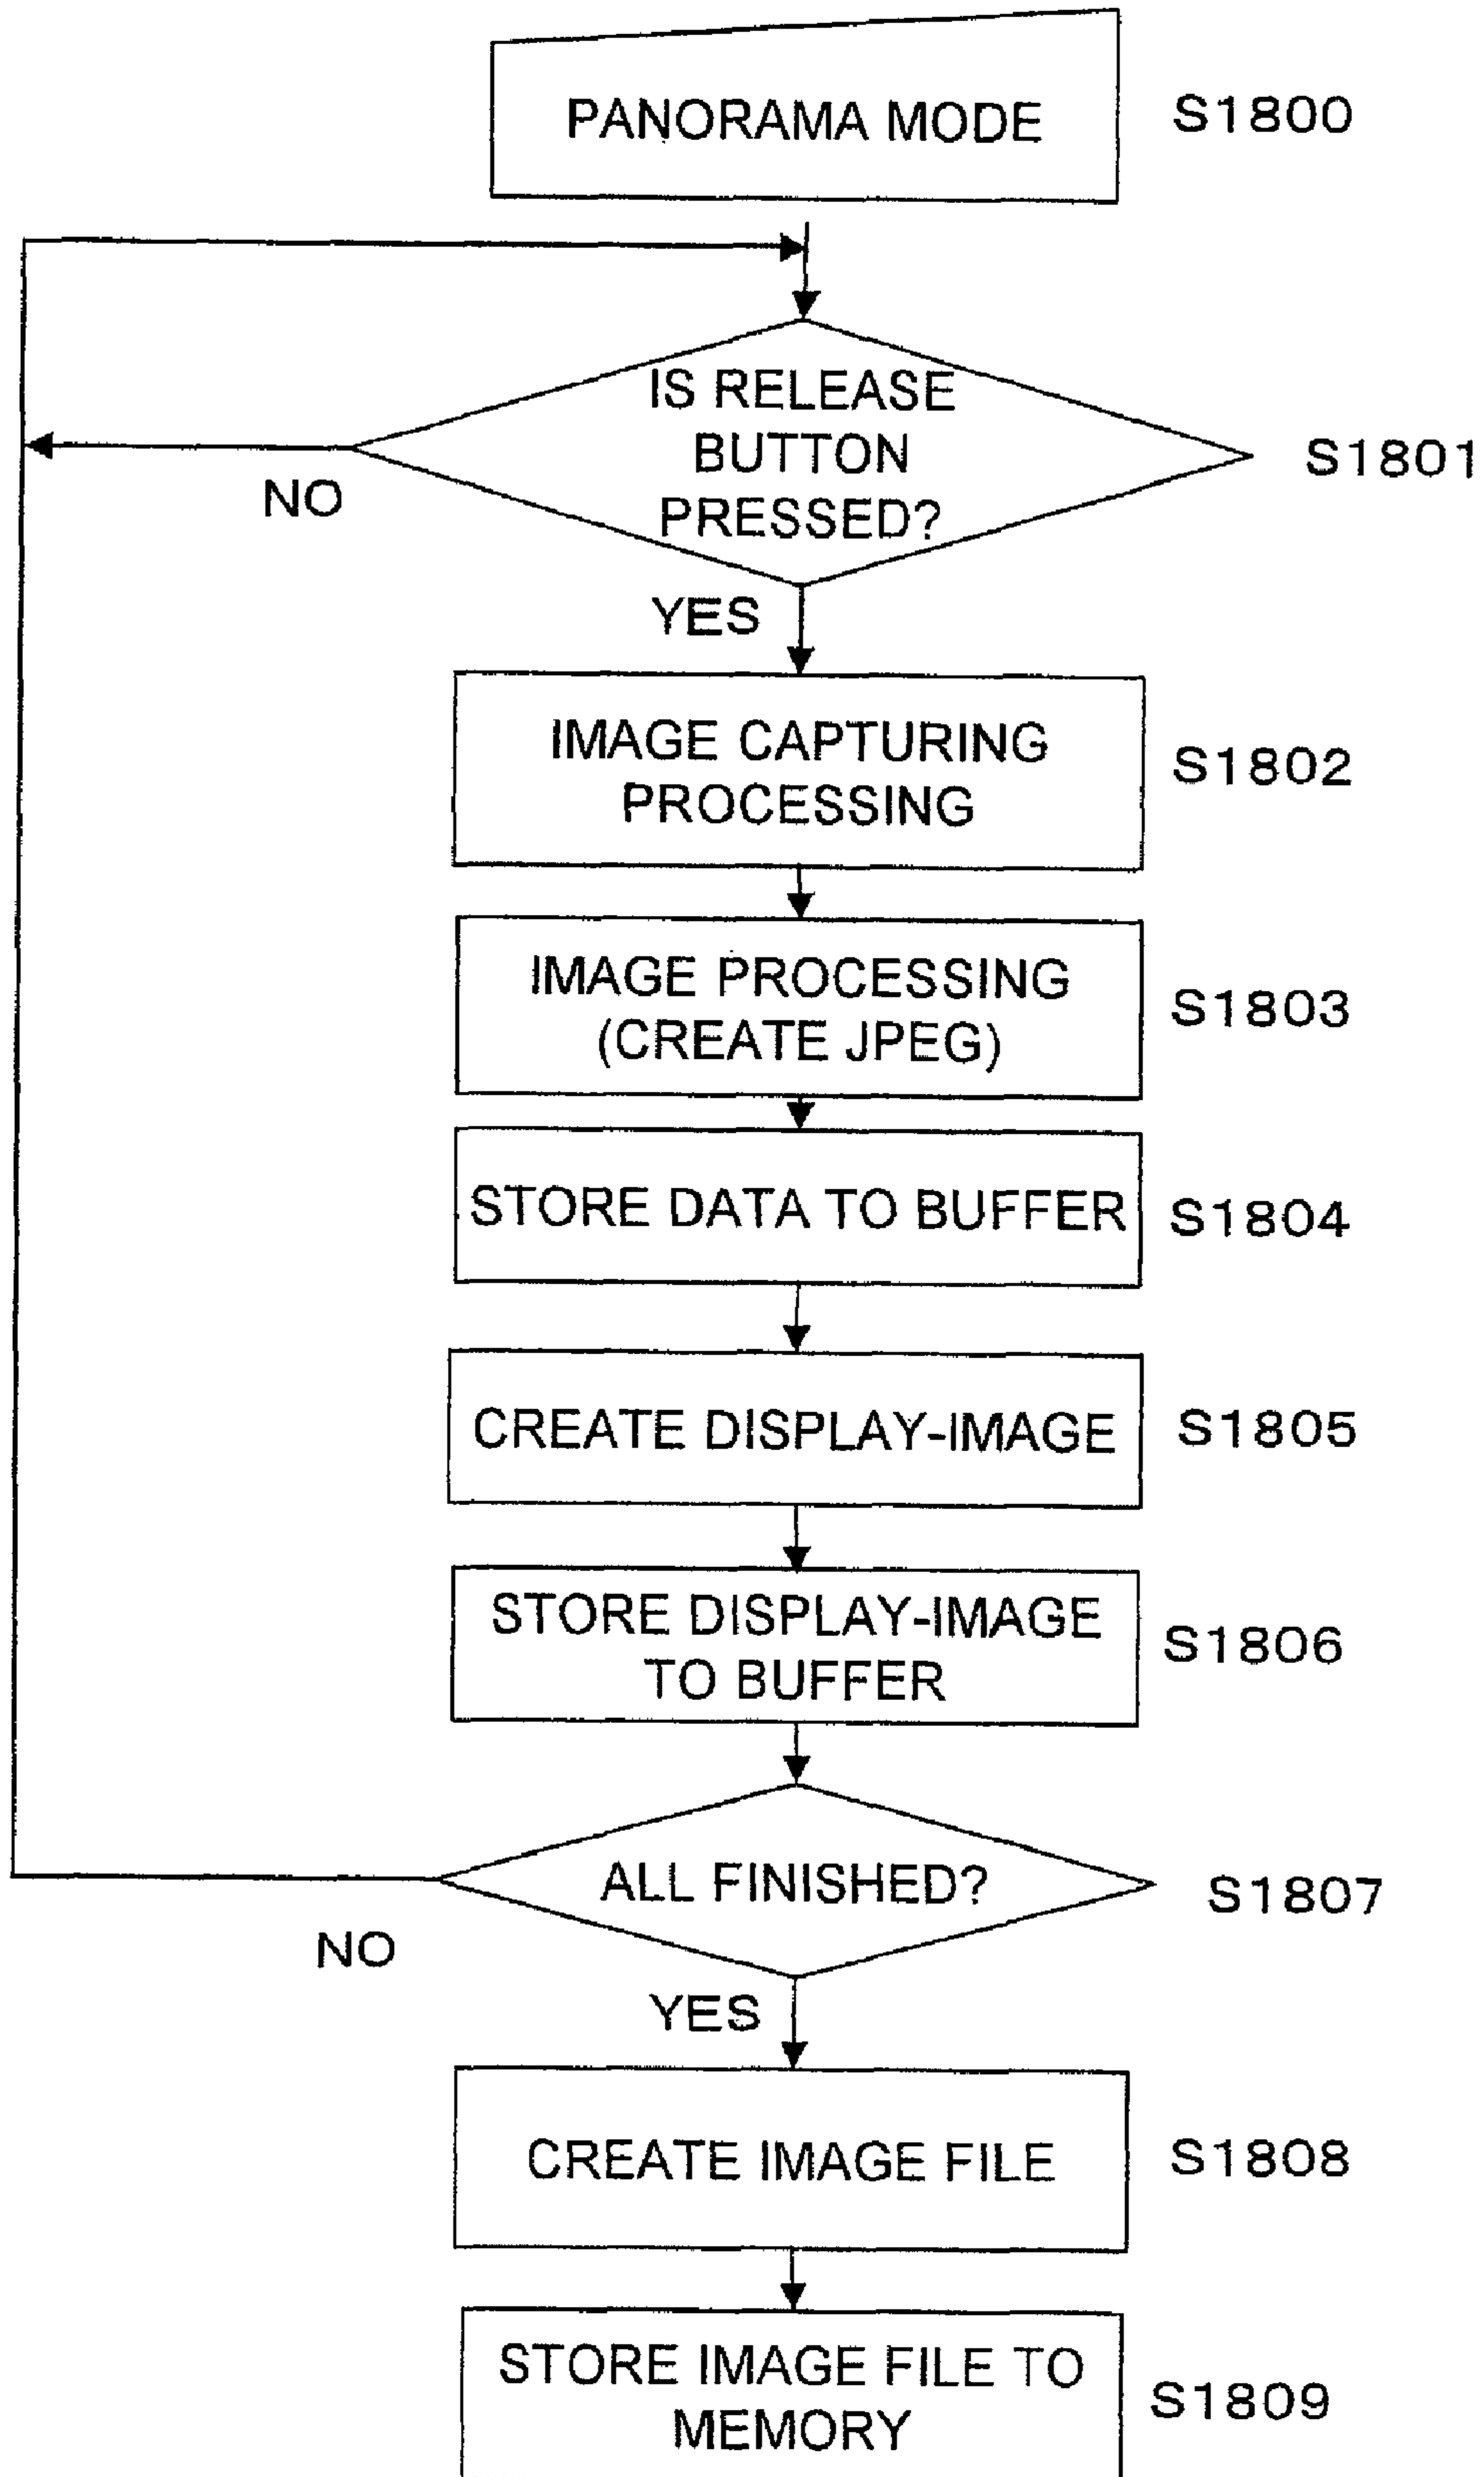 PANORAMA MODE
S1800
IS RELEASE
BUTTON
PRESSED?
S1801
NO
YES
IMAGE CAPTURING
PROCESSING
S1802
IMAGE PROCESSING
(CREATE JPEG)
S1803
STORE DATA TO BUFFER
S1804
CREATE DISPLAY-IMAGE
S1805
STORE DISPLAY-IMAGE
TO BUFFER
S1806
ALL FINISHED?
S1807
NO
YES
CREATE IMAGE FILE
S1808
STORE IMAGE FILE TO
MEMORY
S1809